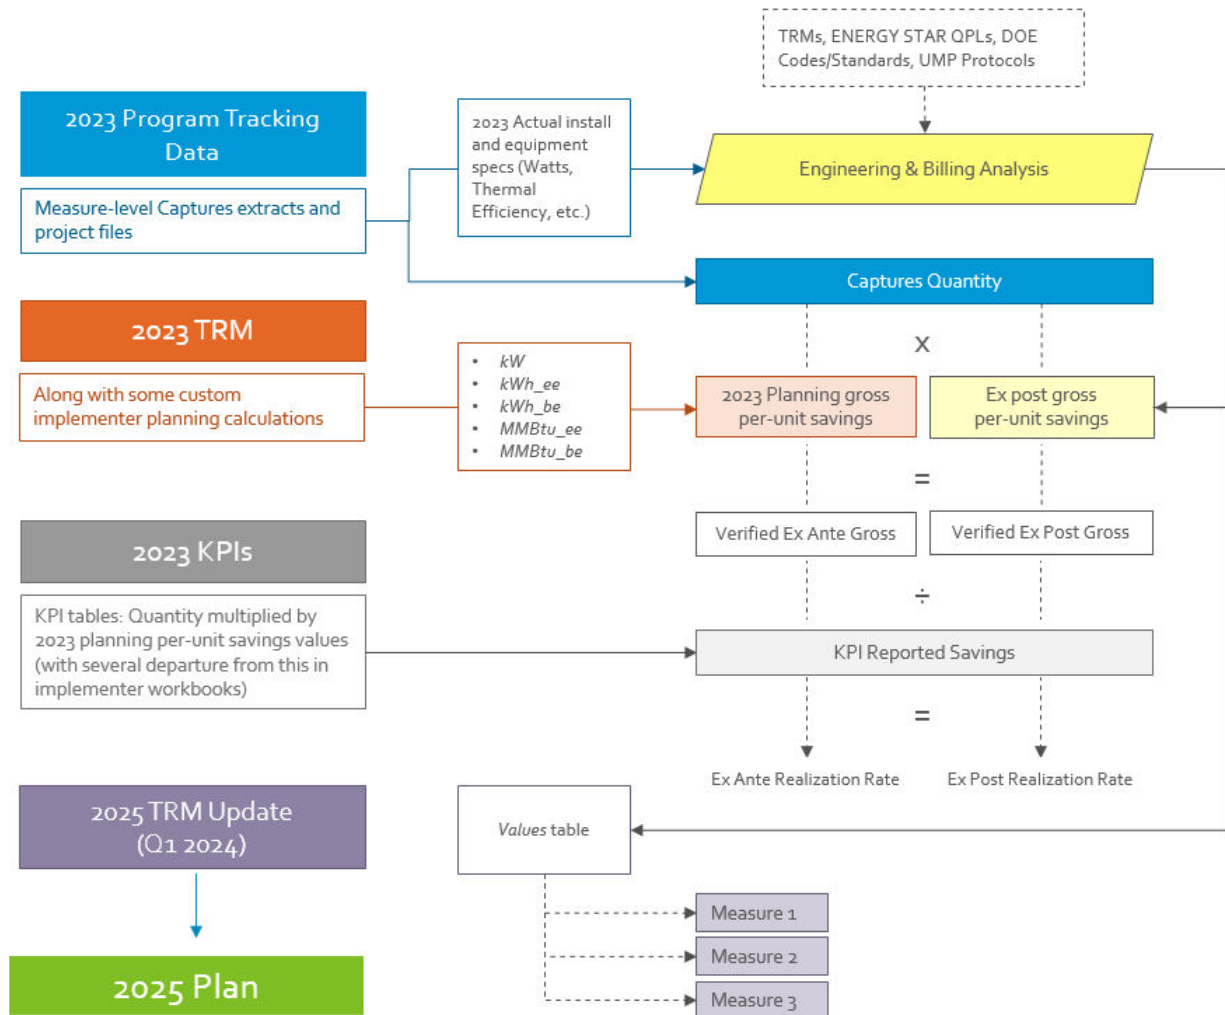 TRMs, ENERGY STAR QPLs, DOE
Codes/Standards, UMP Protocols
2023 Program Tracking
Data
Measure-level Captures extracts and
project files
2023 Actual install
and equipment
specs (Watts,
Thermal
Efficiency, etc.)
Engineering & Billing Analysis
Captures Quantity
x
2023 TRM
Along with some custom
implementer planning calculations
• kW
• kWh_ee
• kWh_be
• MMBtu_ee
• MMBtu_be
2023 Planning gross
per-unit savings
Ex post gross
per-unit savings
=
Verified Ex Ante Gross
Verified Ex Post Gross
÷
2023 KPIs
KPI tables: Quantity multiplied by
2023 planning per-unit savings values
(with several departure from this in
implementer workbooks)
KPI Reported Savings
=
Ex Ante Realization Rate
Ex Post Realization Rate
2025 TRM Update
(Q1 2024)
Values table
Measure 1
Measure 2
Measure 3
2025 Plan